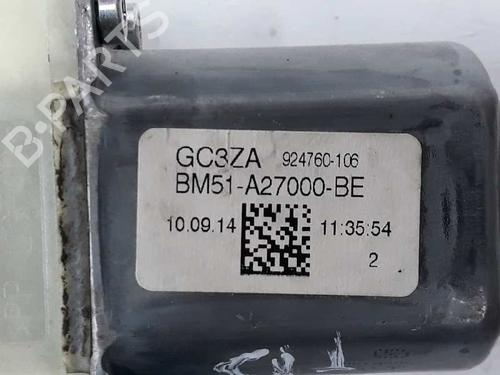 B-PARTS
GC3ZA 924760-106
BM51-A27000-BE
10.09.14 11:35:54
2